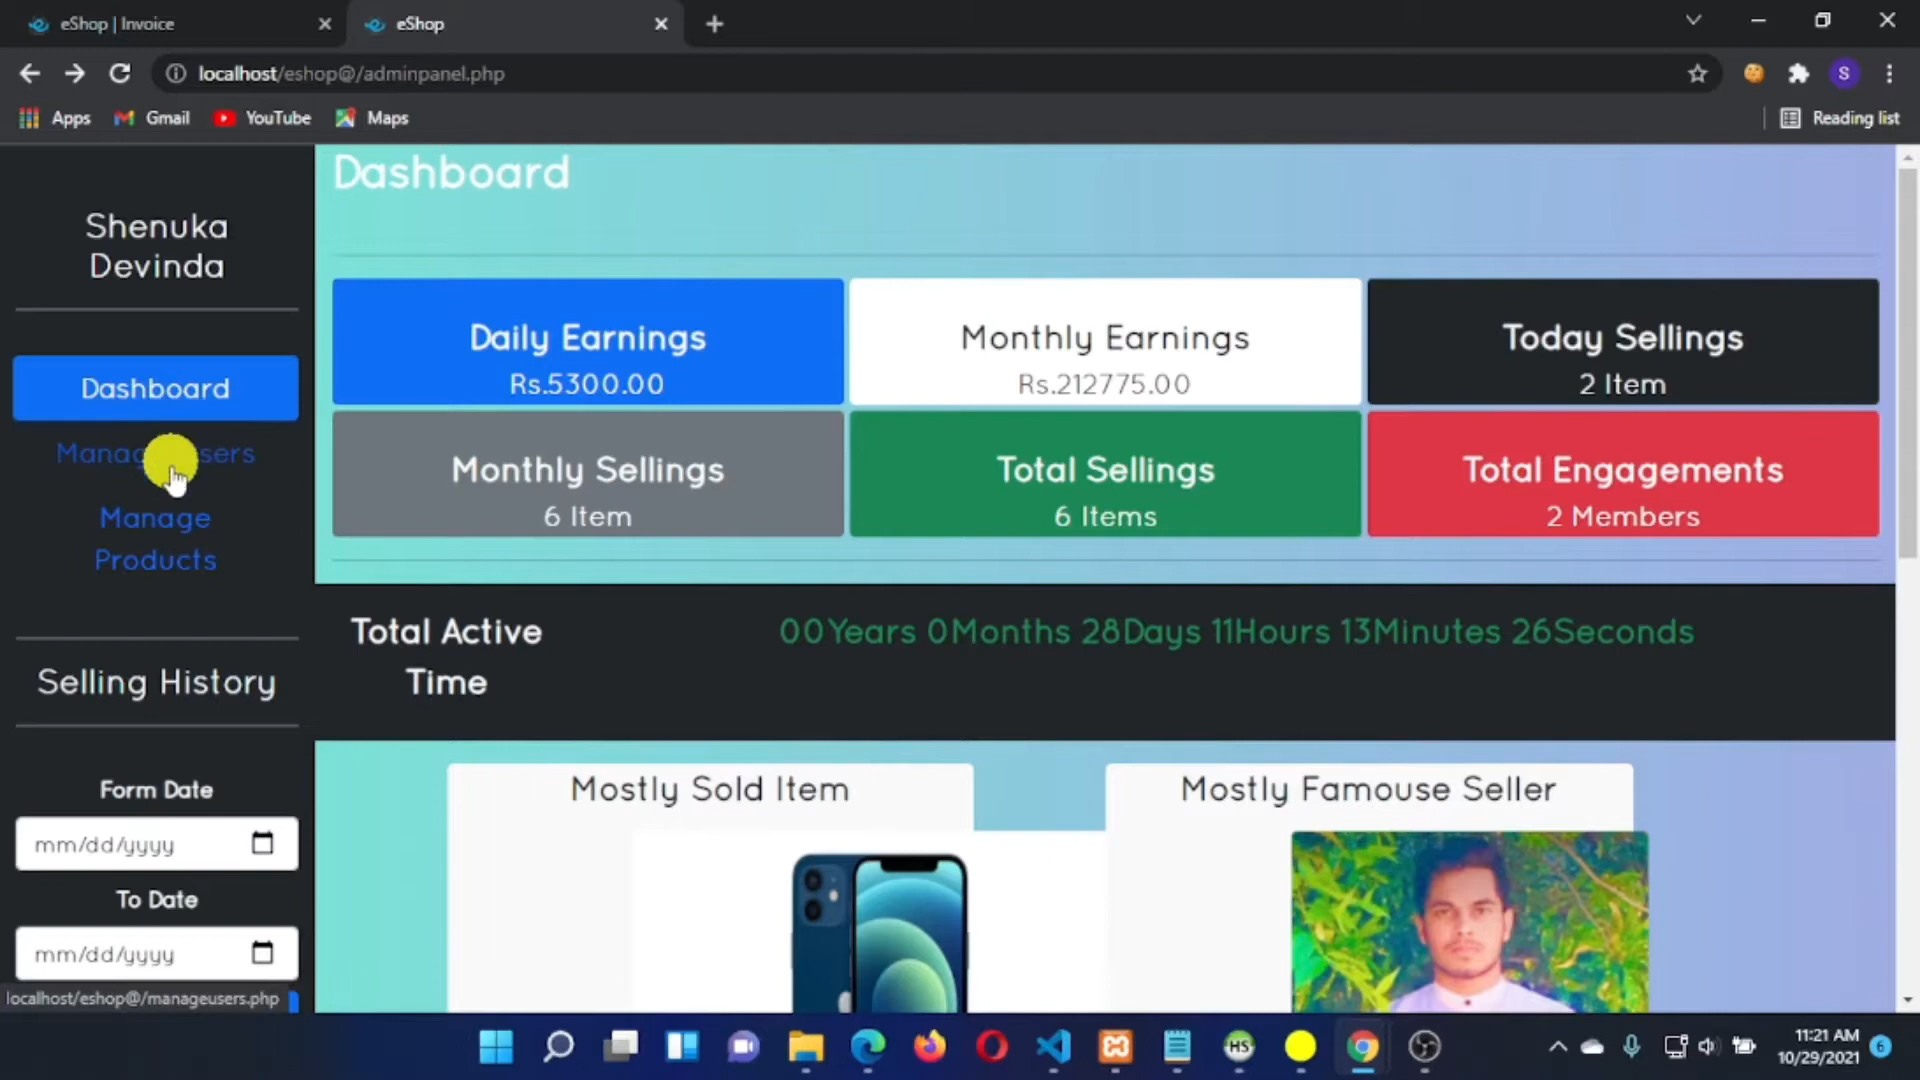 eShop | Invoice
eShop
localhost/eshop@/adminpanel.php
S
Apps
Gmail
YouTube
Maps
Reading list
Shenuka
Devinda
Dashboard
Manage
Products
Selling History
Form Date
mm/dd/yyyy
To Date
mm/dd/yyyy
localhost/eshop@/manageusers.php
Dashboard
Daily Earnings
Rs.5300.00
Monthly Earnings
Rs.212775.00
Today Sellings
2 Item
Monthly Sellings
6 Item
Total Sellings
6 Items
Total Engagements
2 Members
Total Active
Time
00Years 0Months 28Days 11Hours 13Minutes 26Seconds
Mostly Sold Item
Mostly Famouse Seller
HS
11:21 AM
10/29/2021
6